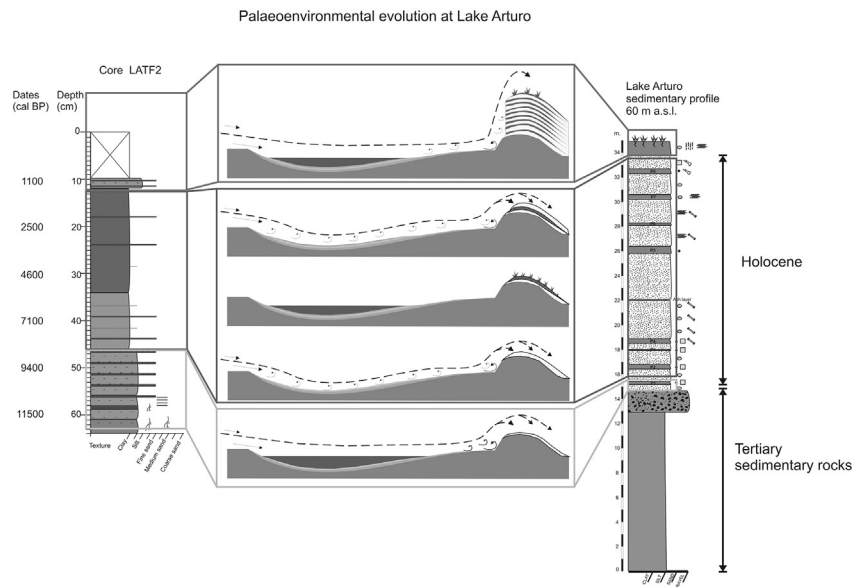 Palaeoenvironmental evolution at Lake Arturo
Core LATF2
Dates
(cal BP)
Depth
(cm)
Lake Arturo
sedimentary profile
60 m a.s.l.
0
1100
10
20
2500
30
4600
40
7100
50
9400
60
11500
Texture
Clay
Silt
Fine sand
Medium sand
Coarse sand
m.
34
32
30
28
26
24
22
20
18
16
14
12
10
8
6
4
2
0
Holocene
Tertiary
sedimentary rocks